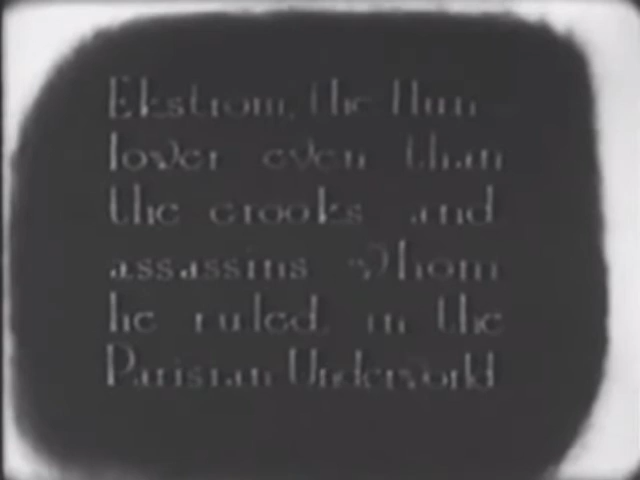 Ekstrom, the Hun
lower even than
the crooks and
assassins whom
he ruled in the
Parisian Underworld